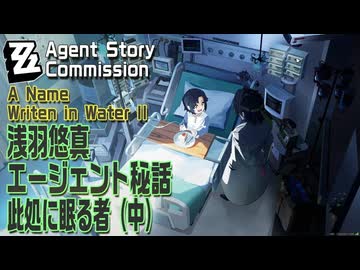 Agent Story
Commission
A Name
Writen in Water II
浅羽悠真
エージェント秘話
此処に眠る者（中）